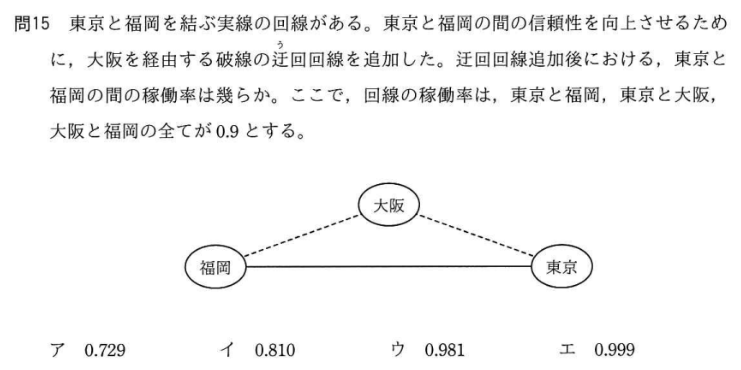 問15 東京と福岡を結ぶ実線の回線がある。東京と福岡の間の信頼性を向上させるため
に，大阪を経由する破線の迂回回線を追加した。迂回回線追加後における，東京と
福岡の間の稼働率は幾らか。ここで，回線の稼働率は，東京と福岡，東京と大阪，
大阪と福岡の全てが0.9とする。
大阪
福岡 東京
ア 0.729 イ 0.810 ウ 0.981 エ 0.999